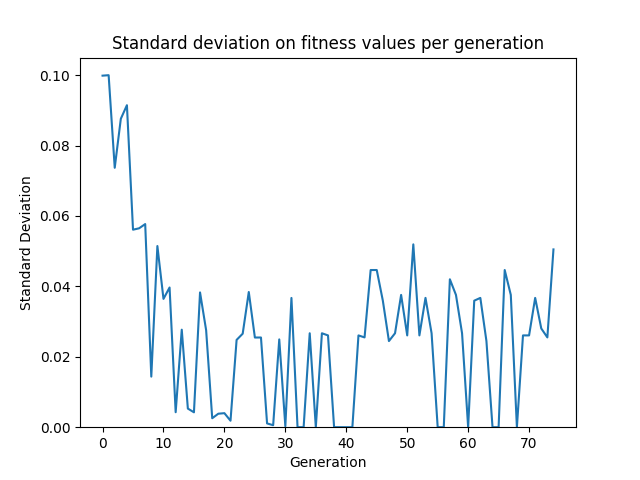 Standard deviation on fitness values per generation
0.10
0.08
0.06
0.04
0.02
0.00
Standard Deviation
0 10 20 30 40 50 60 70
Generation